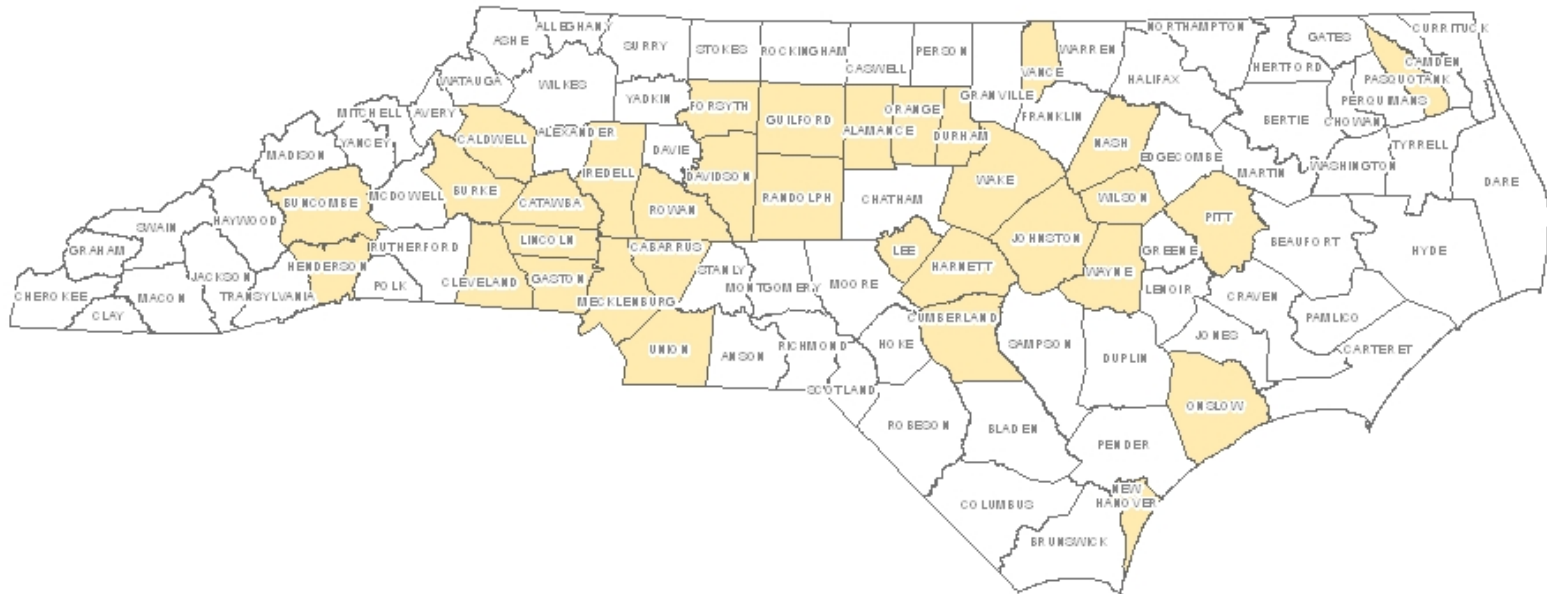 ALLEGHANY
ASHE
SURRY
STOKES
ROCKINGHAM
CASWELL
PERSON
VANCE
WARREN
NORTHAMPTON
GATES
CURRITUCK
CAMDEN
HERTFORD
PASQUOTANK
PERQUIMANS
CHOWAN
HALIFAX
GRANVILLE
WATAUGA
WILKES
YADKIN
FORSYTH
GUILFORD
ALAMANCE
ORANGE
DURHAM
FRANKLIN
NASH
BERTIE
MITCHELL
AVERY
YANCEY
CALDWELL
ALEXANDER
DAVIE
IREDELL
DAVIDSON
EDGECOMBE
MARTIN
WASHINGTON
TYRRELL
DARE
MADISON
BUNCOMBE
MCDOWELL
BURKE
CATAWBA
ROWAN
RANDOLPH
CHATHAM
WAKE
WILSON
PITT
SWAIN
HAYWOOD
RUTHERFORD
LINCOLN
CABARRUS
LEE
JOHNSTON
GREENE
BEAUFORT
HYDE
GRAHAM
JACKSON
HENDERSON
POLK
CLEVELAND
GASTON
STANLY
MONTGOMERY
MOORE
HARNETT
WAYNE
LENOIR
CRAVEN
CHEROKEE
MACON
TRANSYLVANIA
CLAY
MECKLENBURG
CUMBERLAND
PAMLICO
JONES
CARTERET
UNION
ANSON
RICHMOND
HOKE
SAMPSON
DUPLIN
SCOTLAND
ONSLOW
ROBESON
BLADEN
PENDER
COLUMBUS
NEW
HANOVER
BRUNSWICK